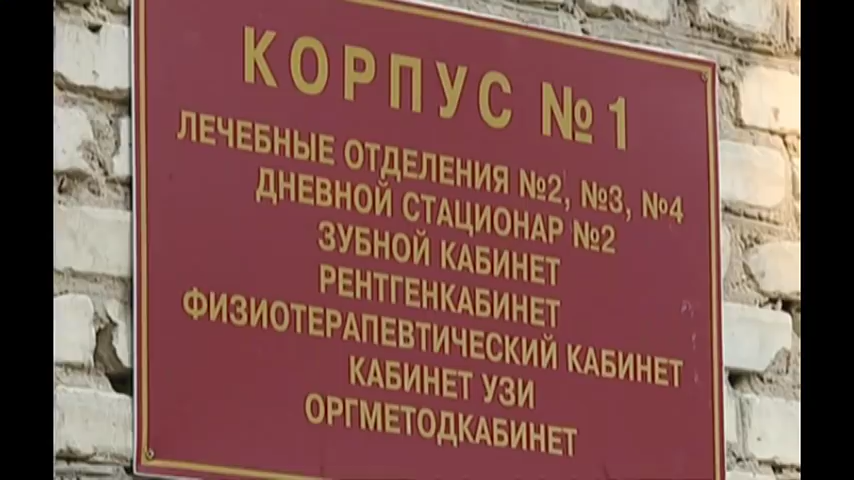 КОРПУС №1
ЛЕЧЕБНЫЕ ОТДЕЛЕНИЯ №2, №3, №4
ДНЕВНОЙ СТАЦИОНАР №2
ЗУБНОЙ КАБИНЕТ
РЕНТГЕНКАБИНЕТ
ФИЗИОТЕРАПЕВТИЧЕСКИЙ КАБИНЕТ
КАБИНЕТ УЗИ
ОРГМЕТОДКАБИНЕТ